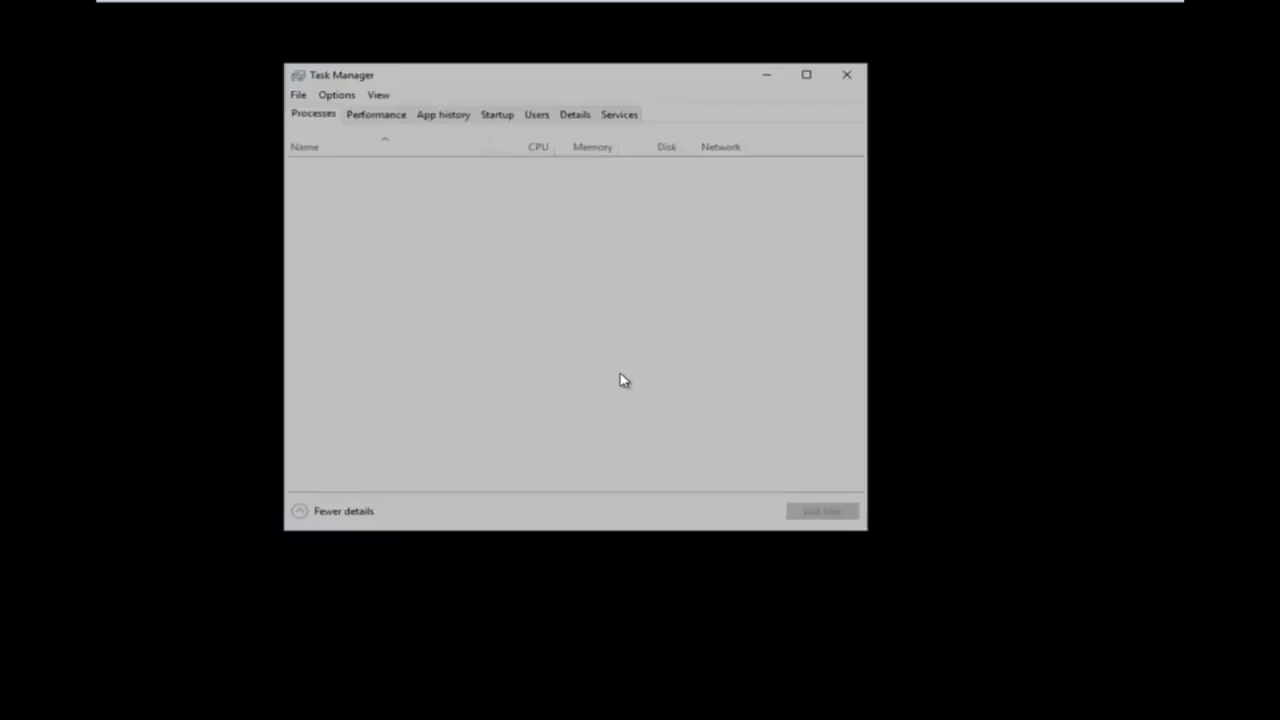 Task Manager
File Options View
Processes Performance App history Startup Users Details Services
Name CPU Memory Disk Network
Fewer details